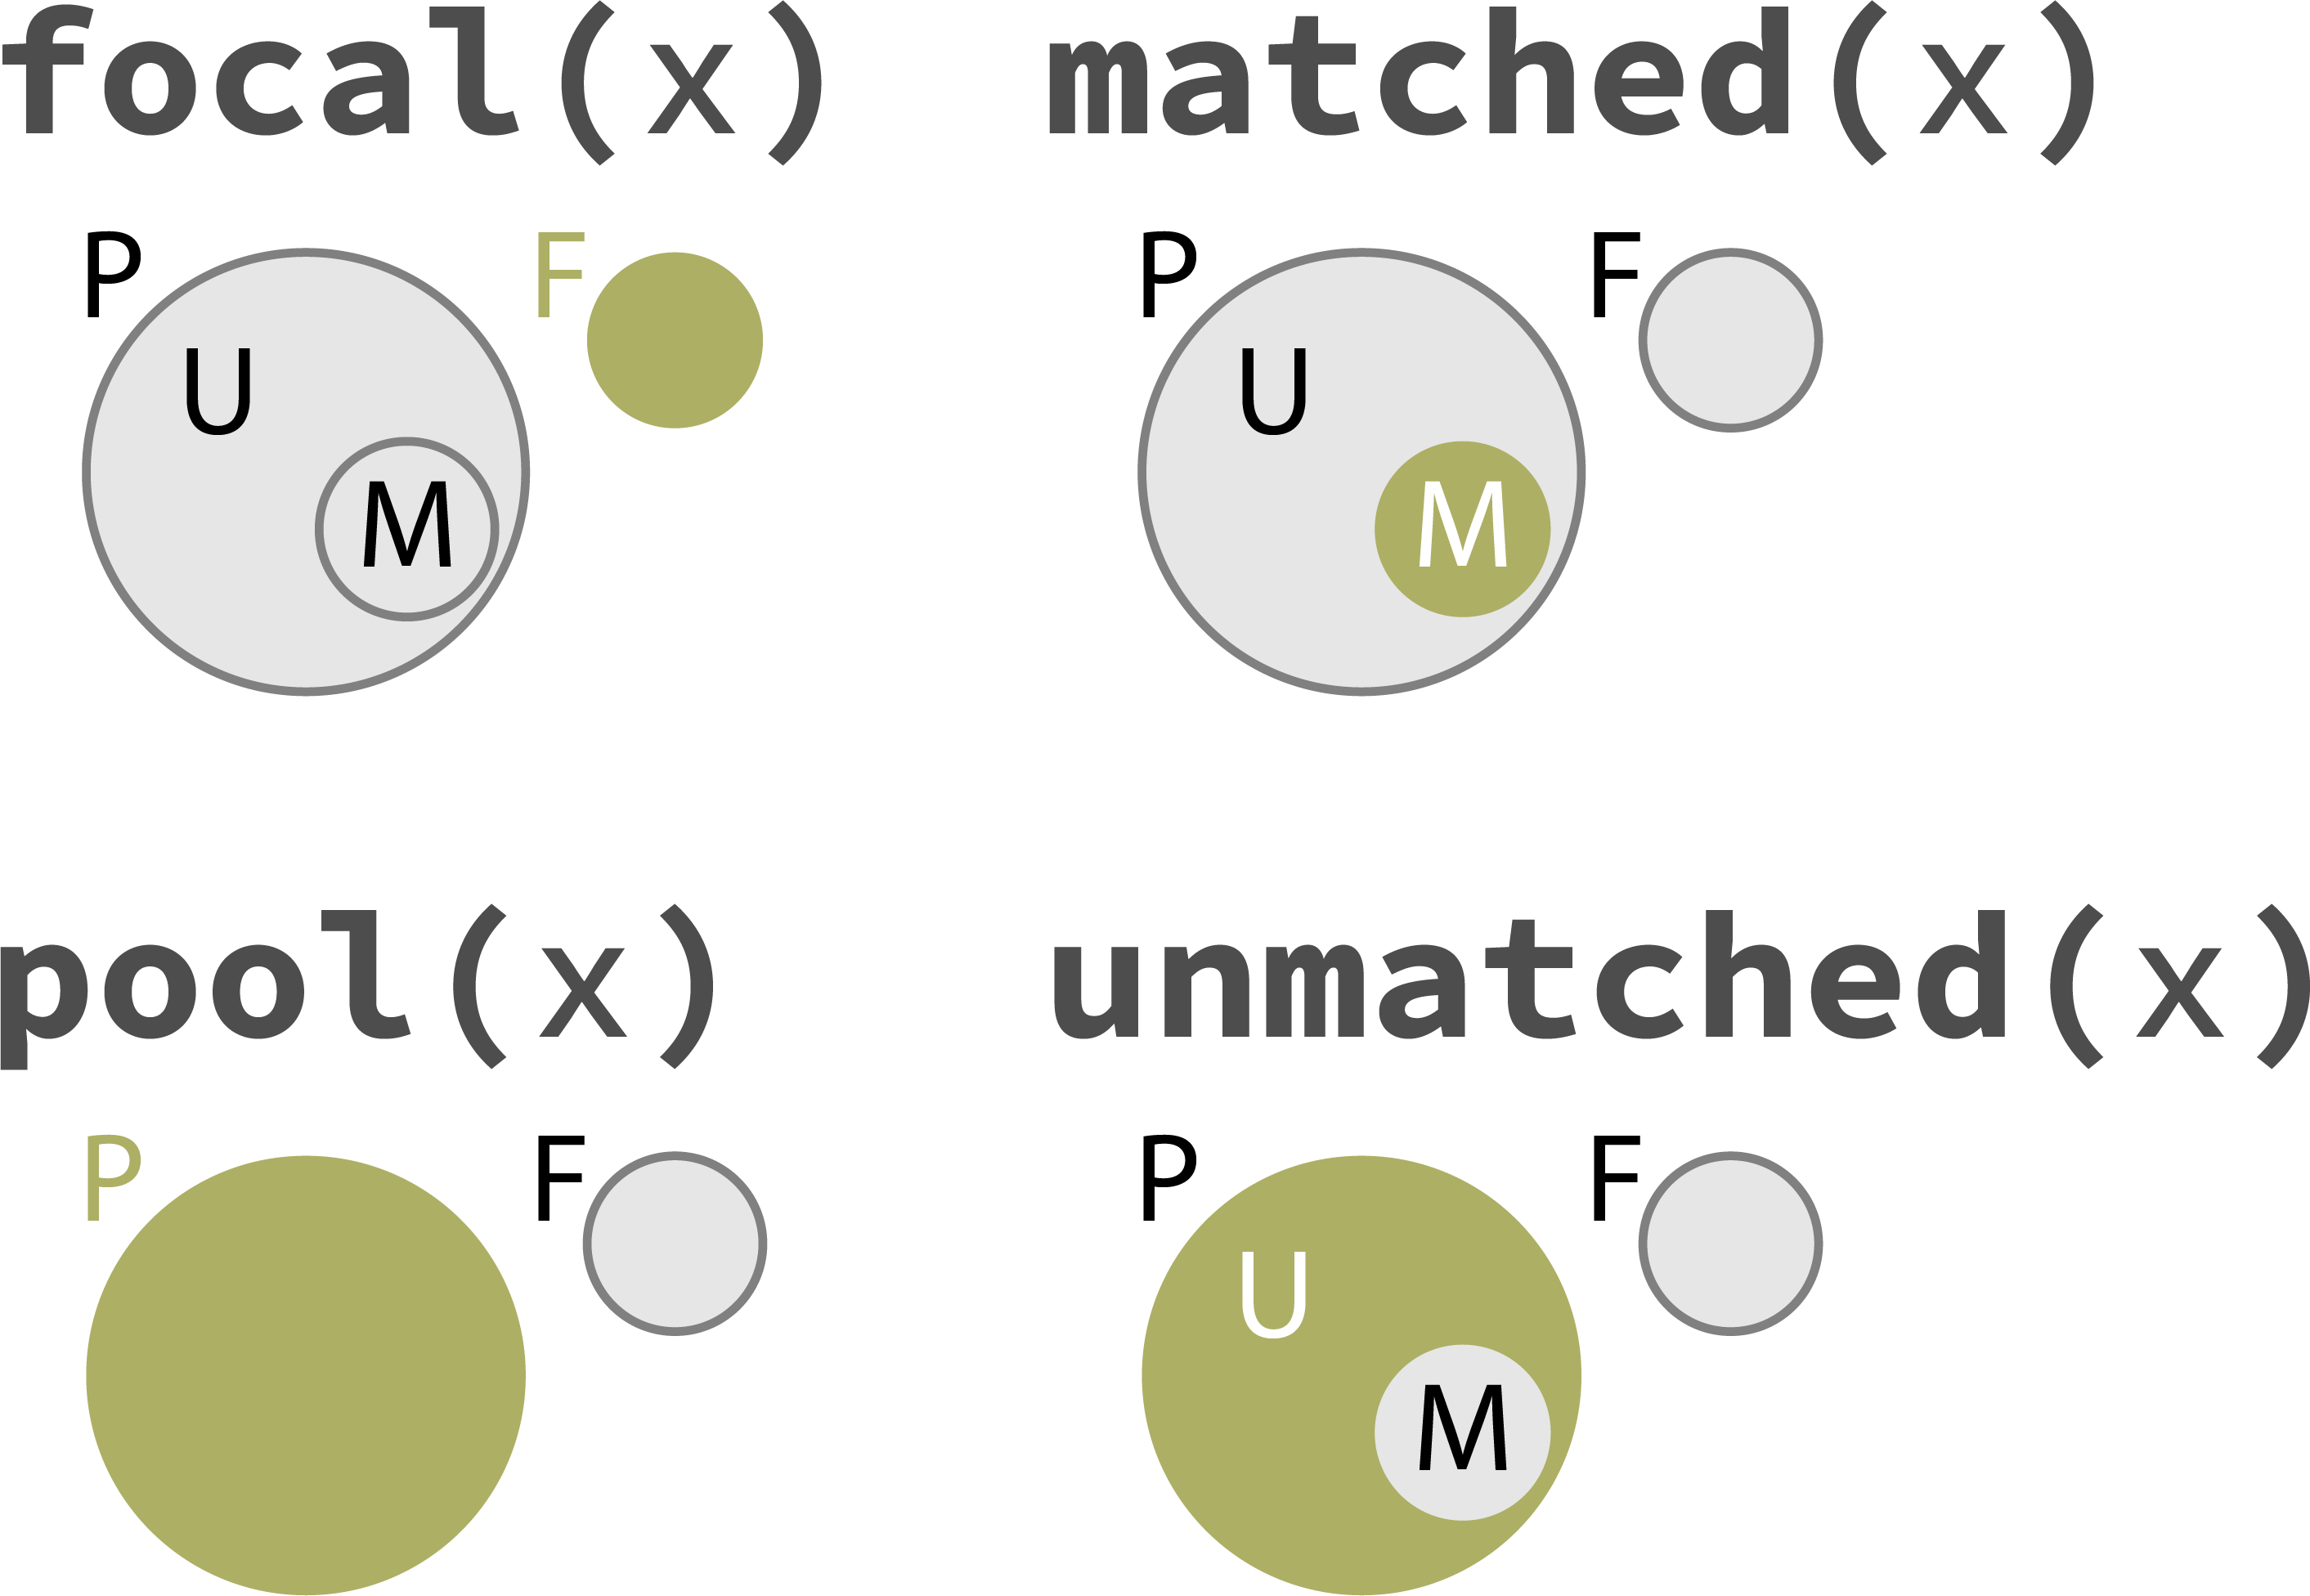 focal(x) matched(x)
P F P F
U U
M M
pool(x) unmatched(x)
P F P F
U
M